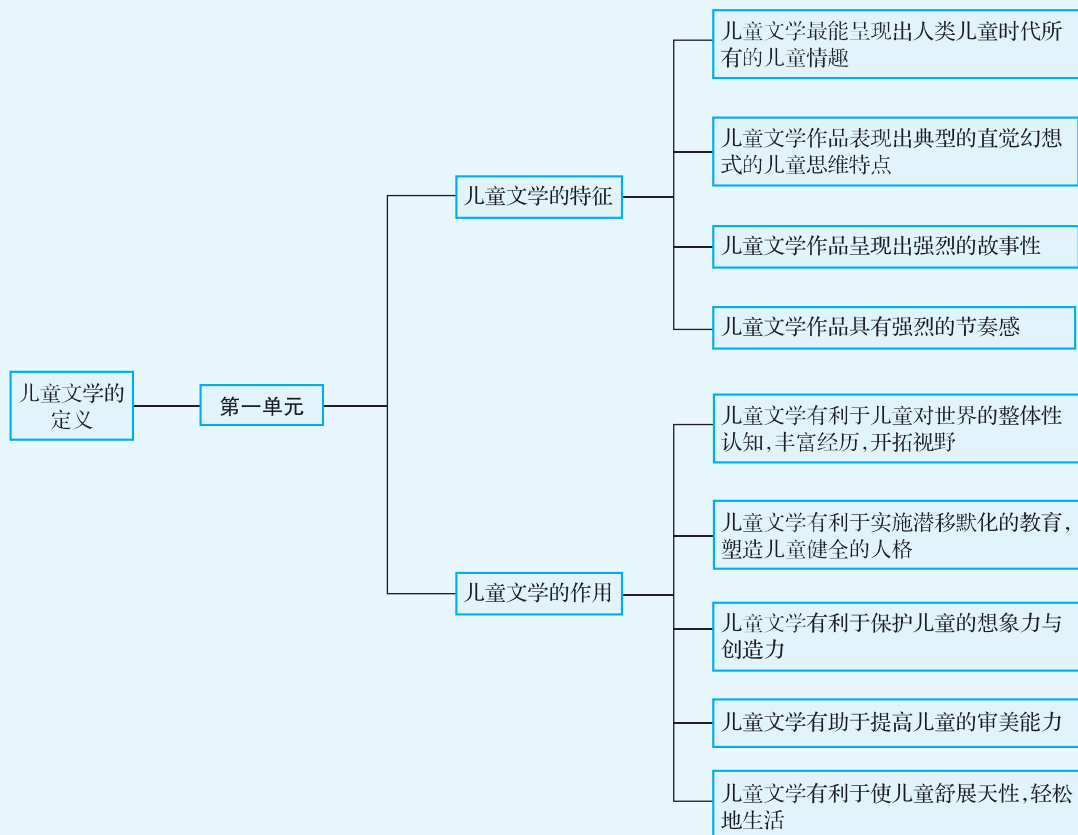 儿童文学的
定义
第一单元
儿童文学的特征
儿童文学最能呈现出人类儿童时代所
有的儿童情趣
儿童文学作品表现出典型的直觉幻想
式的儿童思维特点
儿童文学作品呈现出强烈的故事性
儿童文学作品具有强烈的节奏感
儿童文学的作用
儿童文学有利于儿童对世界的整体性
认知,丰富经历,开拓视野
儿童文学有利于实施潜移默化的教育,
塑造儿童健全的人格
儿童文学有利于保护儿童的想象力与
创造力
儿童文学有助于提高儿童的审美能力
儿童文学有利于使儿童舒展天性,轻松
地生活